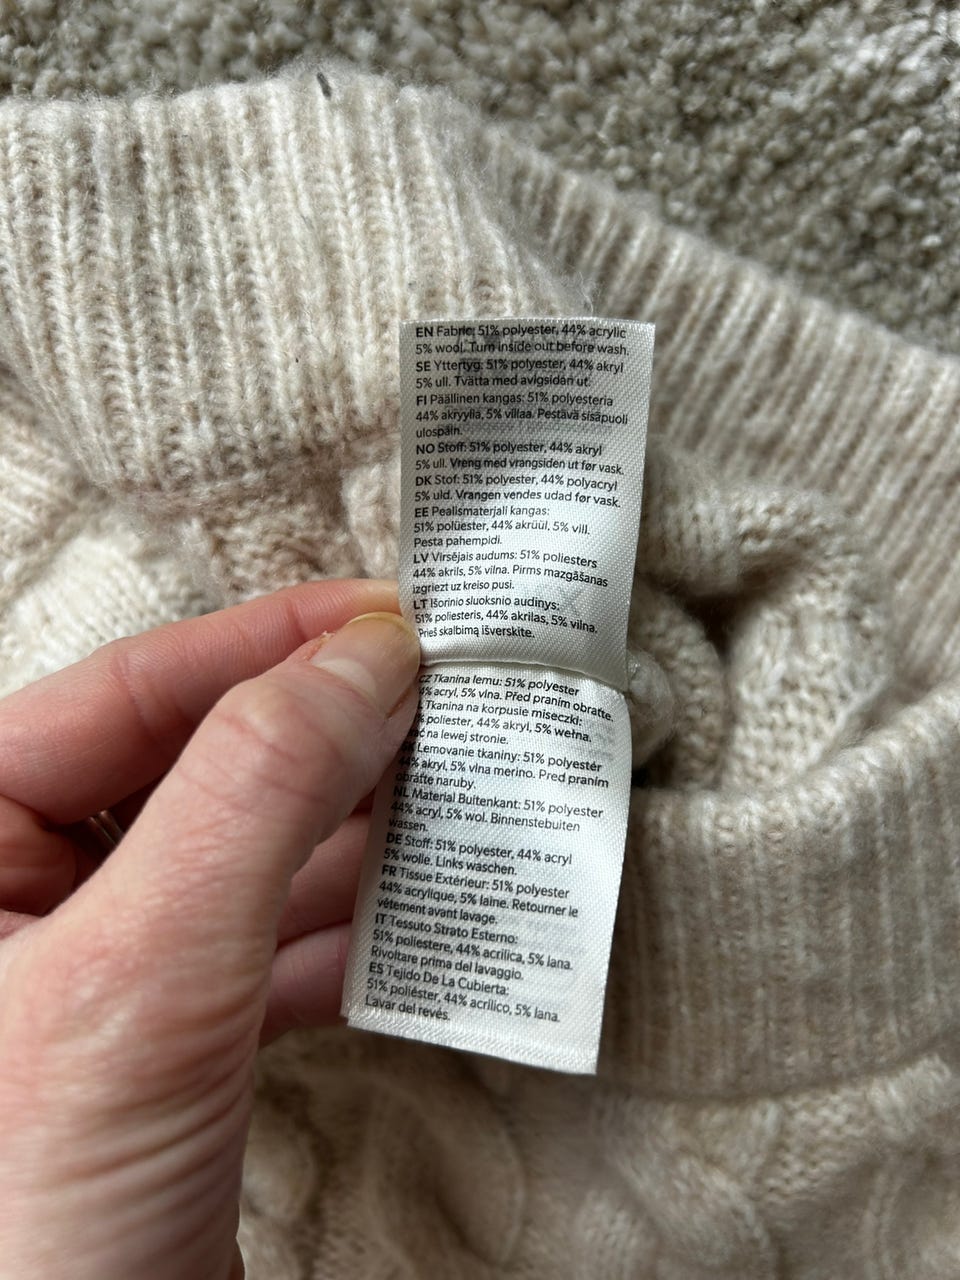 EN Fabric: 51% polyester, 44% acrylic
5% wool. Turn inside out before wash.
SE Yttertyg: 51% polyester, 44% akryl
5% ull. Tvätta med avigsidan ut.
FI Päällinen kangas: 51% polyesteria
44% akryylia, 5% villaa. Pestävä sisäpuoli
ulospäin.
NO Stoff: 51% polyester, 44% akryl
5% ull. Vreng med vrangsiden ut før vask.
DK Stof: 51% polyester, 44% polyacryl
5% uld. Vrangen vendes udad før vask.
EE Pealismaterjali kangas:
51% polüester, 44% akrüül, 5% vill.
Pesta pahempidi.
LV Virsējais audums: 51% poliesters
44% akrils, 5% vilna. Pirms mazgāšanas
izgriezt uz kreiso pusi.
LT Išorinio sluoksnio audinys:
51% poliesteris, 44% akrilas, 5% vilna.
Prieš skalbimą išverskite.
CZ Tkanina lemu: 51% polyester
4% acryl, 5% vlna. Před praním obraťte.
Tkanina na korpusie miseczki:
% poliester, 44% akryl, 5% wełna.
na lewej stronie.
Lemovanie tkaniny: 51% polyestér
44% akryl, 5% vlna merino. Pred praním
obráťte naruby.
NL Material Buitenkant: 51% polyester
44% acryl, 5% wol. Binnenstebuiten
wassen.
DE Stoff: 51% polyester, 44% acryl
5% wolle. Links waschen.
FR Tissue Extérieur: 51% polyester
44% acrylique, 5% laine. Retourner le
vêtement avant lavage.
IT Tessuto Strato Esterno:
51% poliestere, 44% acrilica, 5% lana.
Rivoltare prima del lavaggio.
ES Tejido De La Cubierta:
51% poliéster, 44% acrílico, 5% lana.
Lavar del revés.